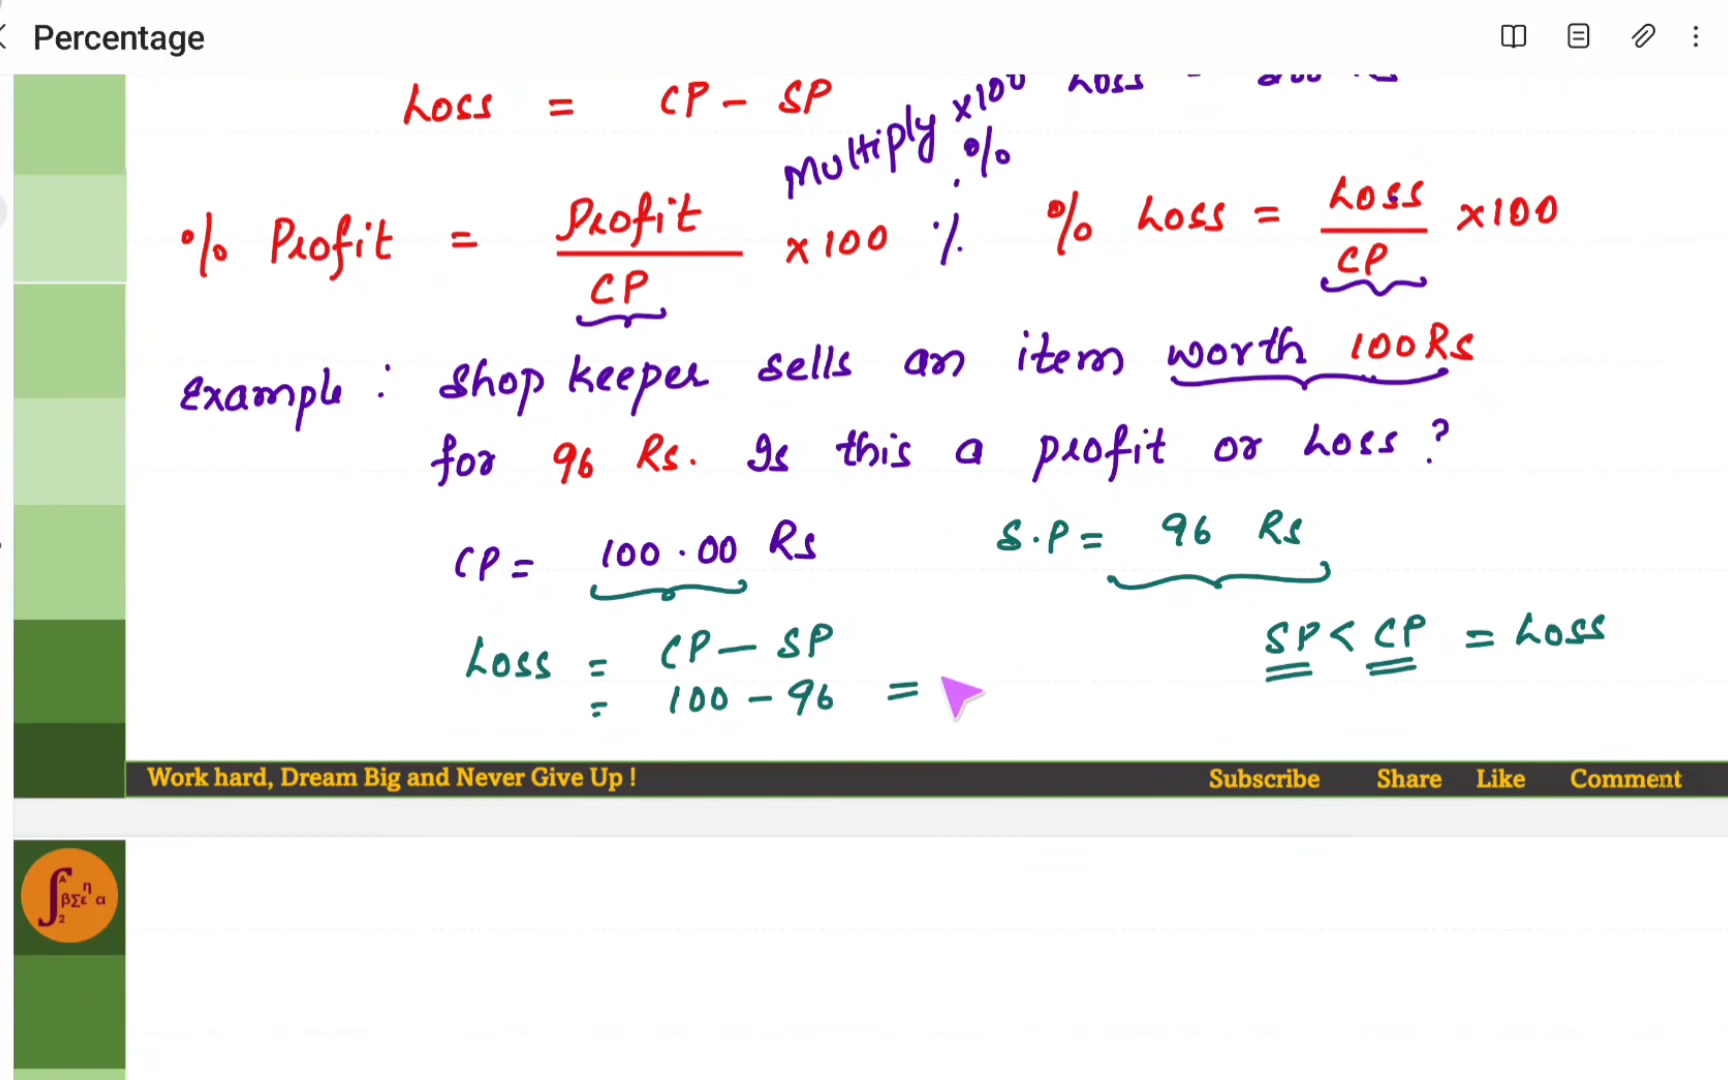 Percentage
Loss = CP - SP
Multiply x100
%
% Profit = Profit / CP x 100 %
% Loss = Loss / CP x100
Example : Shop keeper sells an item worth 100 Rs
for 96 Rs. Is this a profit or Loss ?
CP = 100.00 Rs S.P = 96 Rs
Loss = CP - SP SP < CP = Loss
= 100 - 96 =
Work hard, Dream Big and Never Give Up ! Subscribe Share Like Comment